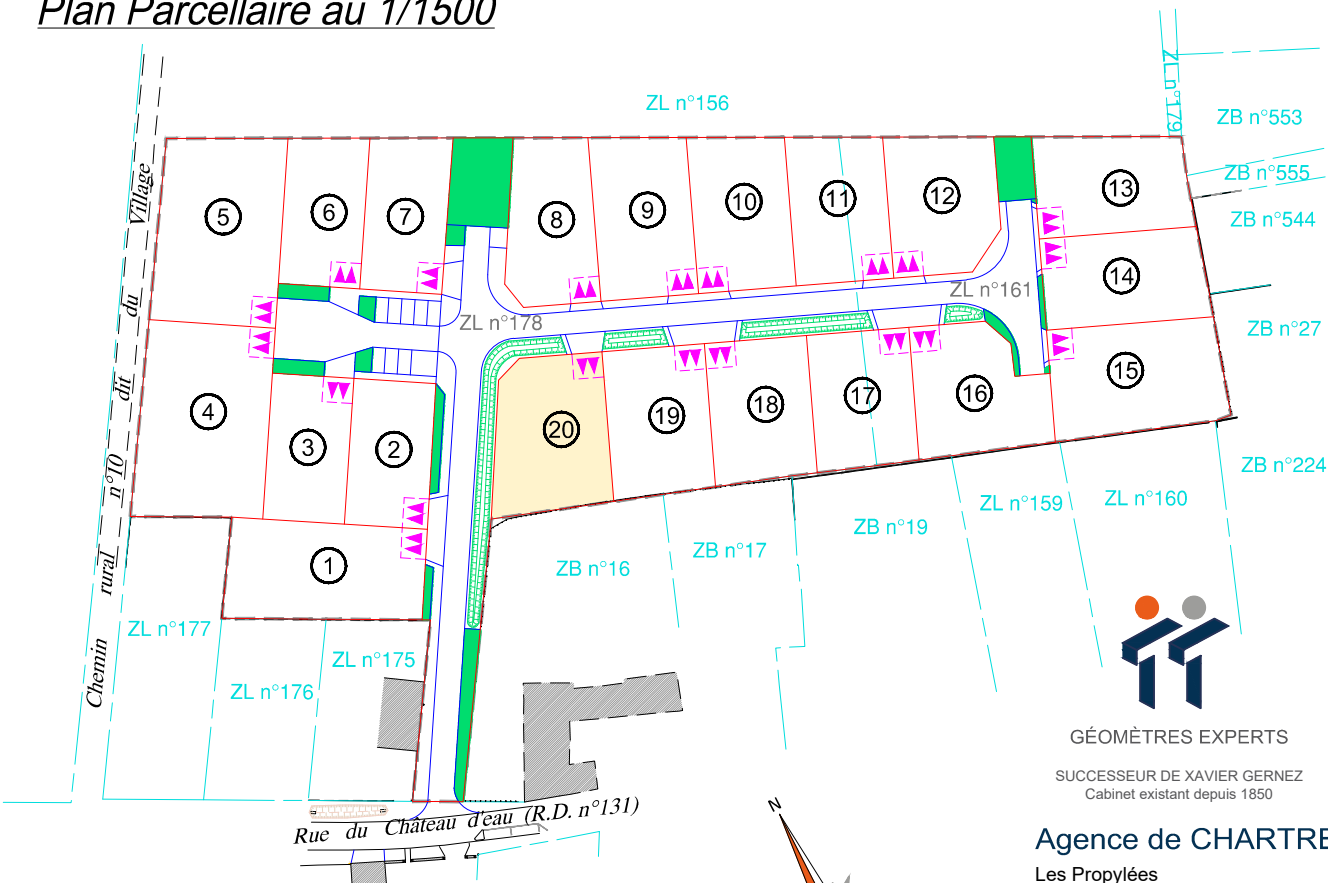 Plan Parcellaire au 1/1500
ZL n°156
ZL n°179
ZB n°553
ZB n°555
ZB n°544
ZB n°27
ZB n°224
5
6
7
8
9
10
11
12
13
14
15
ZL n°178
ZL n°161
4
3
2
20
19
18
17
16
1
ZB n°16
ZB n°17
ZB n°19
ZL n°159
ZL n°160
ZL n°177
ZL n°176
ZL n°175
Chemin rural n°10 dit du Village
Rue du Château d'eau (R.D. n°131)
N
GÉOMÈTRES EXPERTS
SUCCESSEUR DE XAVIER GERNEZ
Cabinet existant depuis 1850
Agence de CHARTRE
Les Propylées